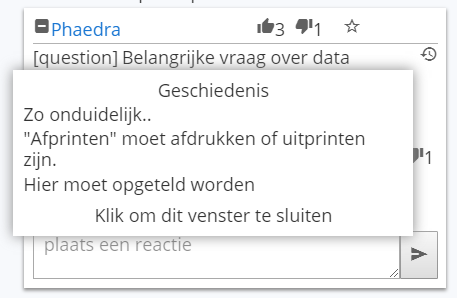 Phaedra 3 1
[question] Belangrijke vraag over data
Geschiedenis
Zo onduidelijk..
"Afprinten" moet afdrukken of uitprinten
zijn.
1
Hier moet opgeteld worden
Klik om dit venster te sluiten
plaats een reactie